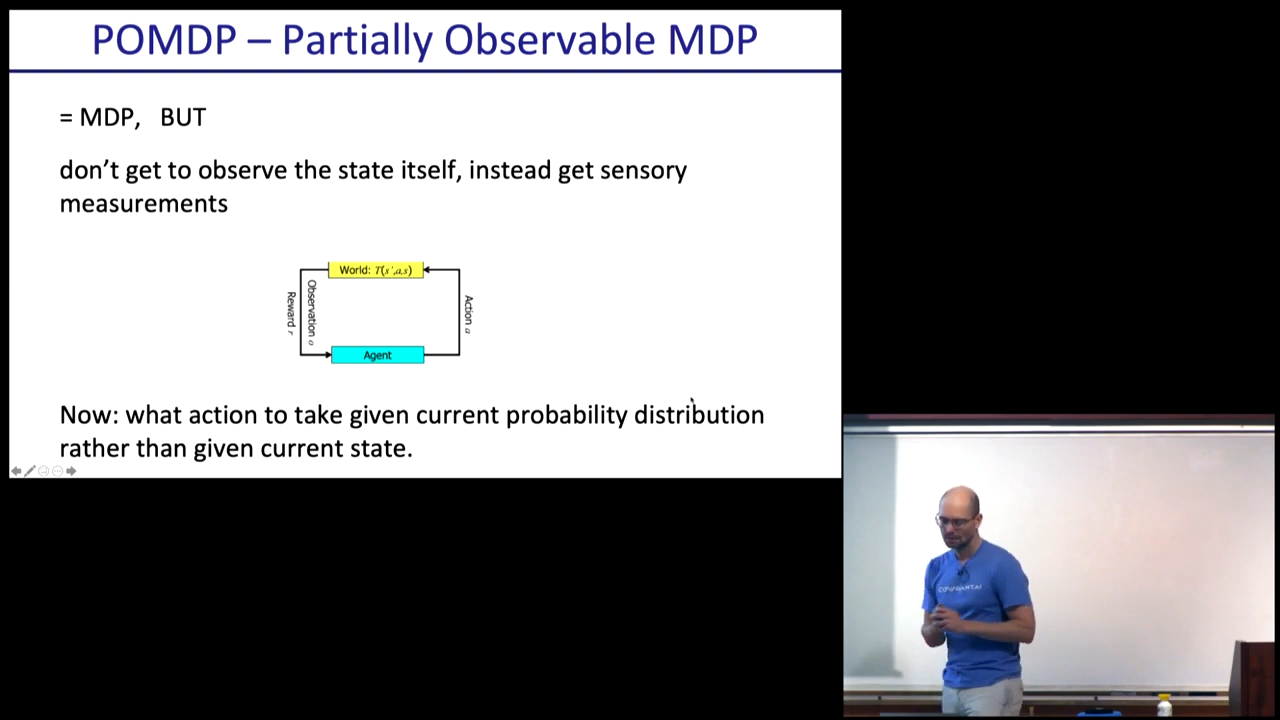 POMDP – Partially Observable MDP
= MDP, BUT
don't get to observe the state itself, instead get sensory
measurements
World: T(s',a,s)
Observation o
Reward r
Action a
Agent
Now: what action to take given current probability distribution
rather than given current state.